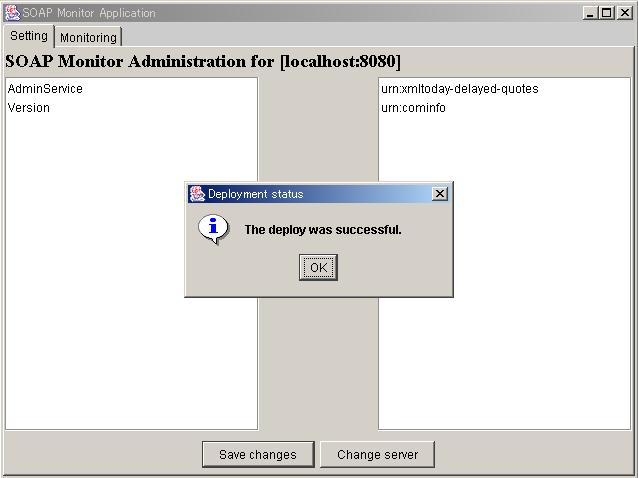 SOAP Monitor Application
Setting
Monitoring
SOAP Monitor Administration for [localhost:8080]
AdminService
Version
urn:xmltoday-delayed-quotes
urn:cominfo
Deployment status
The deploy was successful.
OK
Save changes
Change server